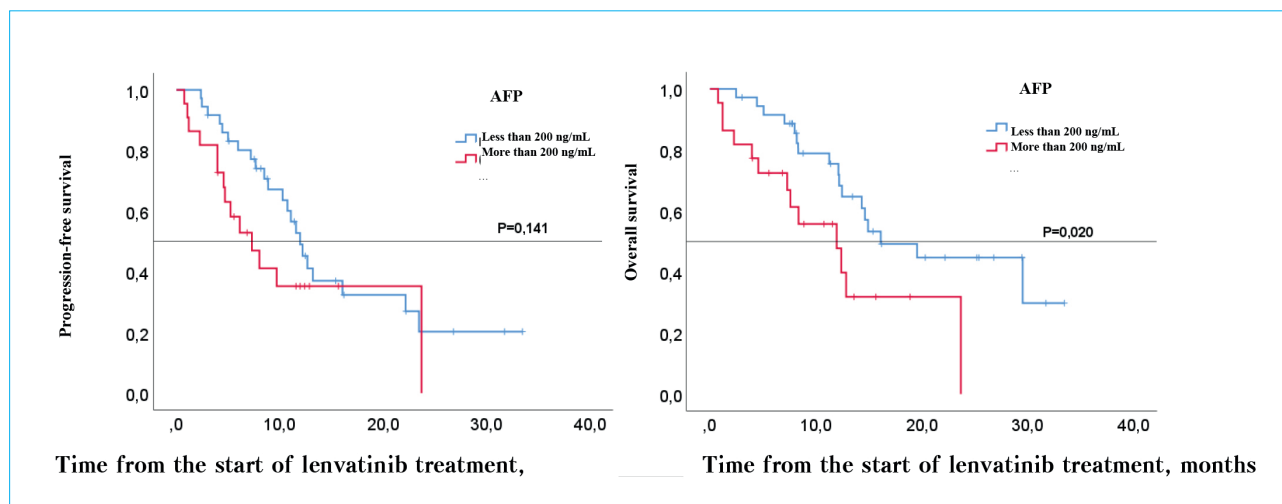 Progression-free survival
1,0
0,8
0,6
0,4
0,2
0,0
AFP
Less than 200 ng/mL
More than 200 ng/mL
...
P=0,141
,0 10,0 20,0 30,0 40,0
Time from the start of lenvatinib treatment,
Overall survival
1,0
0,8
0,6
0,4
0,2
0,0
AFP
Less than 200 ng/mL
More than 200 ng/mL
...
P=0,020
,0 10,0 20,0 30,0 40,0
Time from the start of lenvatinib treatment, months